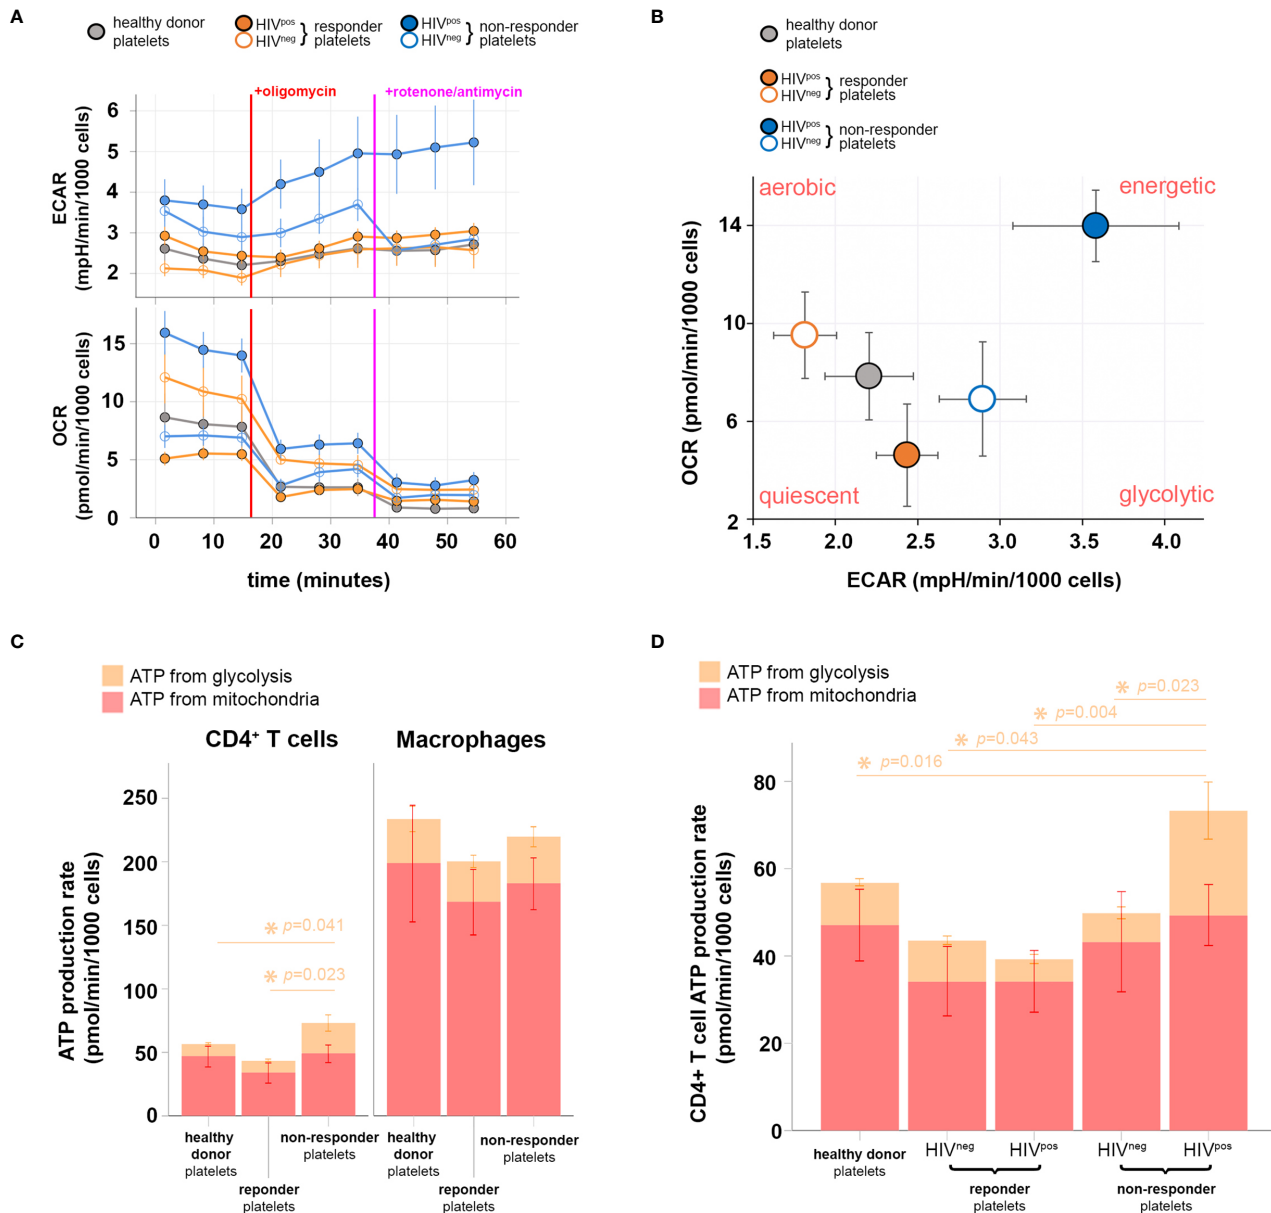 A
healthy donor
platelets
HIVpos
HIVneg
} responder
platelets
HIVpos
HIVneg
} non-responder
platelets
+oligomycin
+rotenone/antimycin
ECAR
(mpH/min/1000 cells)
6
5
4
3
2
OCR
(pmol/min/1000 cells)
15
10
5
0
0 10 20 30 40 50 60
time (minutes)
B
healthy donor
platelets
HIVpos
HIVneg
} responder
platelets
HIVpos
HIVneg
} non-responder
platelets
aerobic
energetic
quiescent
glycolytic
OCR (pmol/min/1000 cells)
14
10
6
2
1.5 2.0 2.5 3.0 3.5 4.0
ECAR (mpH/min/1000 cells)
C
ATP from glycolysis
ATP from mitochondria
CD4+ T cells
Macrophages
ATP production rate
(pmol/min/1000 cells)
250
200
150
100
50
0
* p=0.041
* p=0.023
healthy
donor
platelets
reponder
platelets
non-responder
platelets
healthy
donor
platelets
reponder
platelets
non-responder
platelets
D
ATP from glycolysis
ATP from mitochondria
* p=0.023
* p=0.004
* p=0.043
* p=0.016
CD4+ T cell ATP production rate
(pmol/min/1000 cells)
80
60
40
20
0
healthy donor
platelets
HIVneg
HIVpos
reponder
platelets
HIVneg
HIVpos
non-responder
platelets